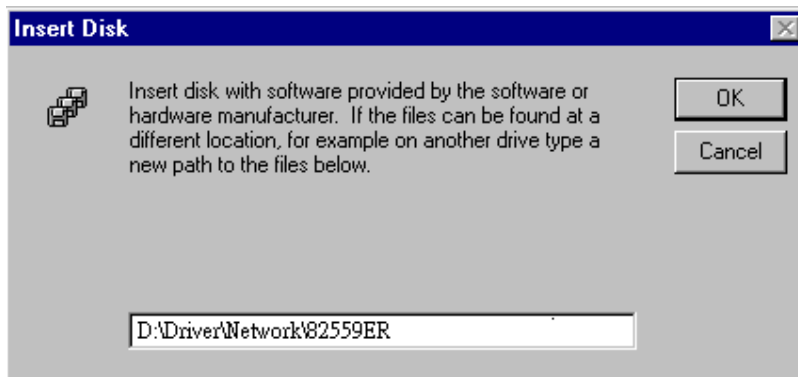 Insert Disk
Insert disk with software provided by the software or
hardware manufacturer.  If the files can be found at a
different location, for example on another drive type a
new path to the files below.
OK
Cancel
D:\Driver\Network\82559ER